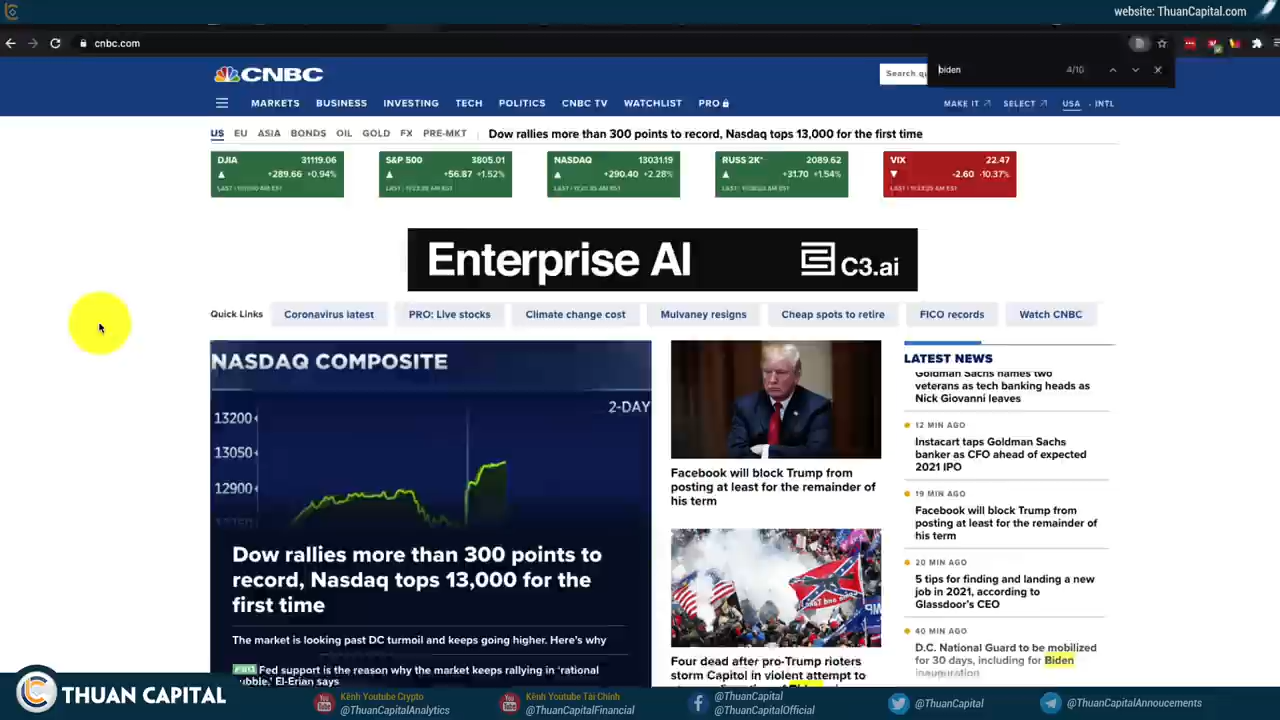 website: ThuanCapital.com
cnbc.com
biden 4/10
CNBC
Search qu
MARKETS BUSINESS INVESTING TECH POLITICS CNBC TV WATCHLIST PRO
MAKE IT SELECT USA · INTL
US EU ASIA BONDS OIL GOLD FX PRE-MKT
Dow rallies more than 300 points to record, Nasdaq tops 13,000 for the first time
DJIA 31119.06
+289.66 +0.94%
S&P 500 3805.01
+56.87 +1.52%
NASDAQ 13031.19
+290.40 +2.28%
RUSS 2K* 2089.62
+31.70 +1.54%
VIX 22.47
-2.60 -10.37%
Enterprise AI C3.ai
Quick Links Coronavirus latest PRO: Live stocks Climate change cost Mulvaney resigns Cheap spots to retire FICO records Watch CNBC
NASDAQ COMPOSITE
2-DAY
13200
13050
12900
Dow rallies more than 300 points to
record, Nasdaq tops 13,000 for the
first time
The market is looking past DC turmoil and keeps going higher. Here's why
Fed support is the reason why the market keeps rallying in 'rational
bubble,' El-Erian says
Facebook will block Trump from
posting at least for the remainder of
his term
Four dead after pro-Trump rioters
storm Capitol in violent attempt to
LATEST NEWS
Goldman Sachs names two
veterans as tech banking heads as
Nick Giovanni leaves
12 MIN AGO
Instacart taps Goldman Sachs
banker as CFO ahead of expected
2021 IPO
19 MIN AGO
Facebook will block Trump from
posting at least for the remainder of
his term
20 MIN AGO
5 tips for finding and landing a new
job in 2021, according to
Glassdoor's CEO
40 MIN AGO
D.C. National Guard to be mobilized
for 30 days, including for Biden
inauguration
THUAN CAPITAL
Kênh Youtube Crypto
@ThuanCapitalAnalytics
Kênh Youtube Tài Chính
@ThuanCapitalFinancial
@ThuanCapital
@ThuanCapitalOfficial
@ThuanCapital
@ThuanCapitalAnnoucements